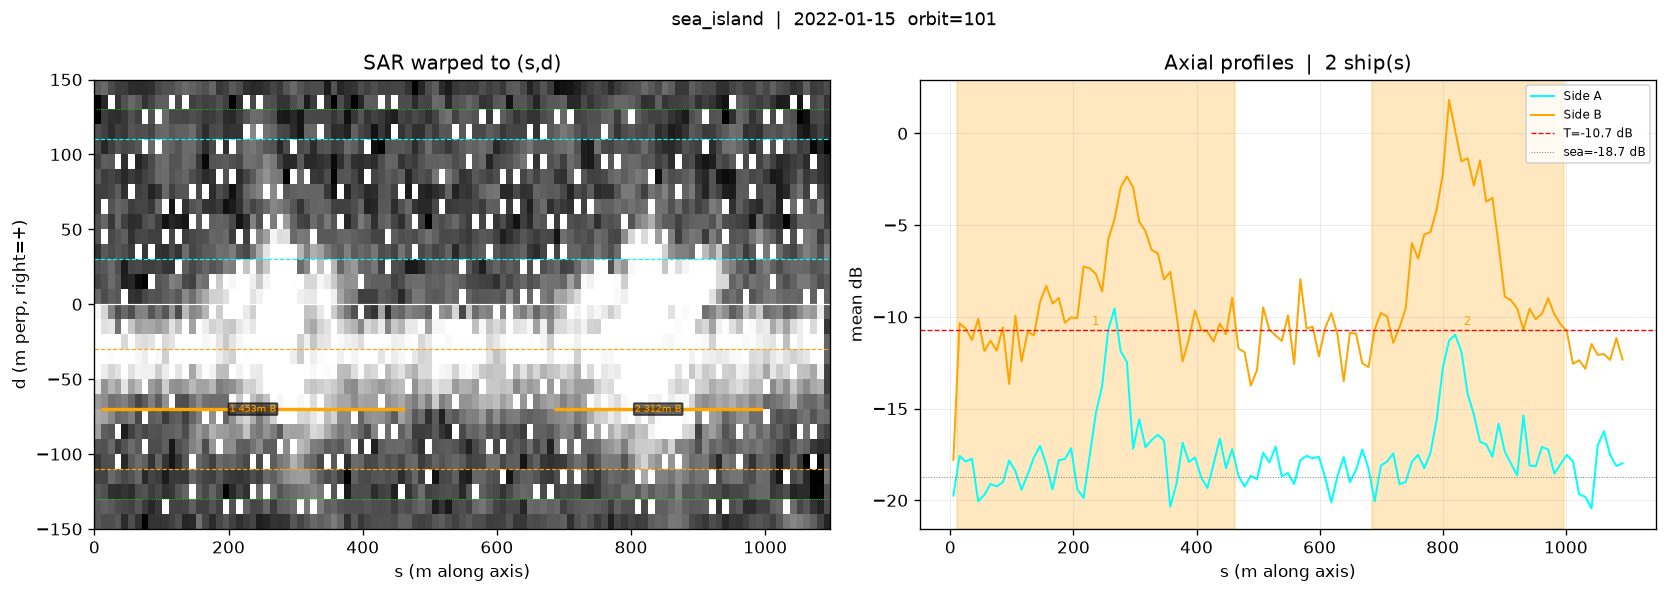 sea_island | 2022-01-15 orbit=101
SAR warped to (s,d)
150
100
50
0
−50
−100
−150
d (m perp, right=+)
1 453m B
2 312m B
0
200
400
600
800
1000
s (m along axis)
Axial profiles | 2 ship(s)
0
−5
−10
−15
−20
mean dB
1
2
Side A
Side B
T=-10.7 dB
sea=-18.7 dB
0
200
400
600
800
1000
s (m along axis)